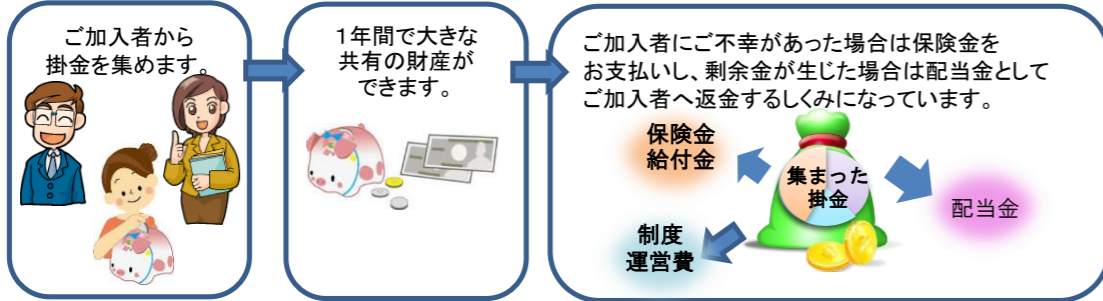 ご加入者から
掛金を集めます。
１年間で大きな
共有の財産が
できます。
ご加入者にご不幸があった場合は保険金を
お支払いし、剰余金が生じた場合は配当金として
ご加入者へ返金するしくみになっています。
保険金
給付金
集まった
掛金
配当金
制度
運営費